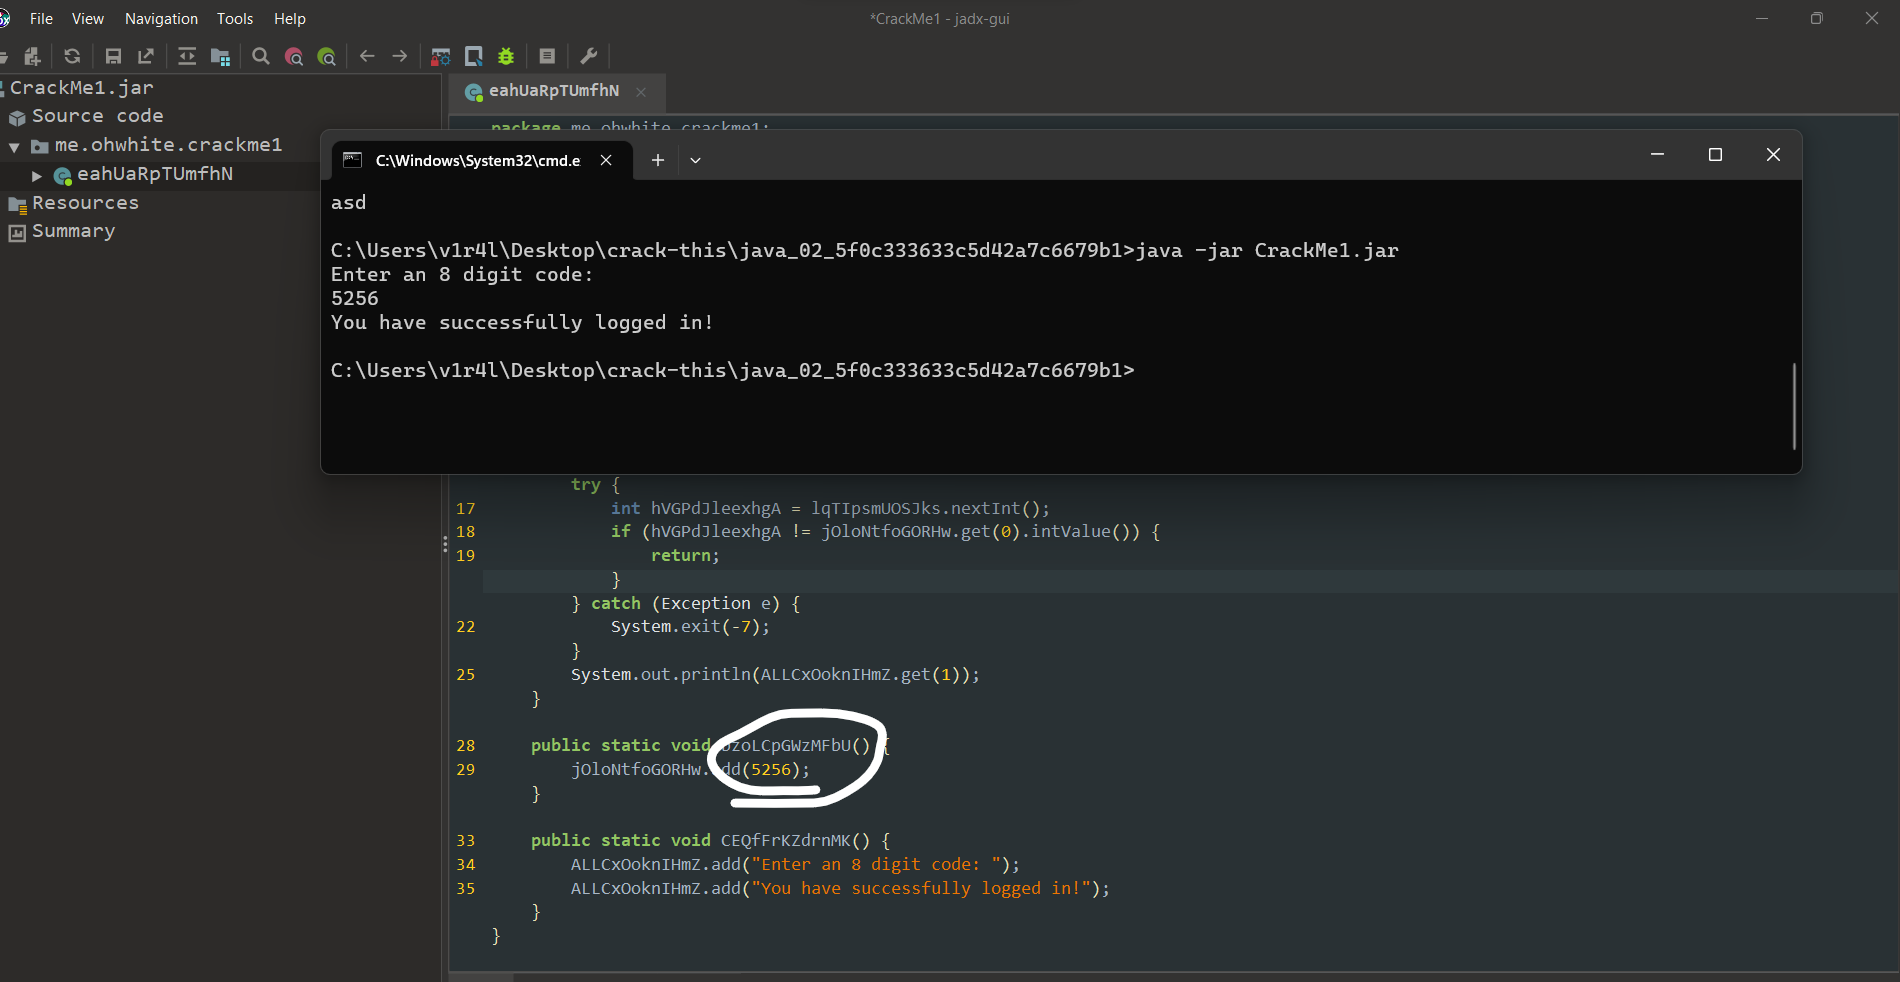 File View Navigation Tools Help
*CrackMe1 - jadx-gui
CrackMe1.jar
Source code
me.ohwhite.crackme1
eahUaRpTUmfhN
Resources
Summary
eahUaRpTUmfhN
package me.ohwhite.crackme1;
C:\Windows\System32\cmd.e
asd
C:\Users\v1r4l\Desktop\crack-this\java_02_5f0c333633c5d42a7c6679b1>java -jar CrackMe1.jar
Enter an 8 digit code:
5256
You have successfully logged in!
C:\Users\v1r4l\Desktop\crack-this\java_02_5f0c333633c5d42a7c6679b1>
try {
17 int hVGPdJleexhgA = lqTIpsmUOSJks.nextInt();
18 if (hVGPdJleexhgA != jOloNtfoGORHw.get(0).intValue()) {
19 return;
}
} catch (Exception e) {
22 System.exit(-7);
}
25 System.out.println(ALLCxOoknIHmZ.get(1));
}
28 public static void zoLCpGWzMFbU() {
29 jOloNtfoGORHw. dd(5256);
}
33 public static void CEQfFrKZdrnMK() {
34 ALLCxOoknIHmZ.add("Enter an 8 digit code: ");
35 ALLCxOoknIHmZ.add("You have successfully logged in!");
}
}